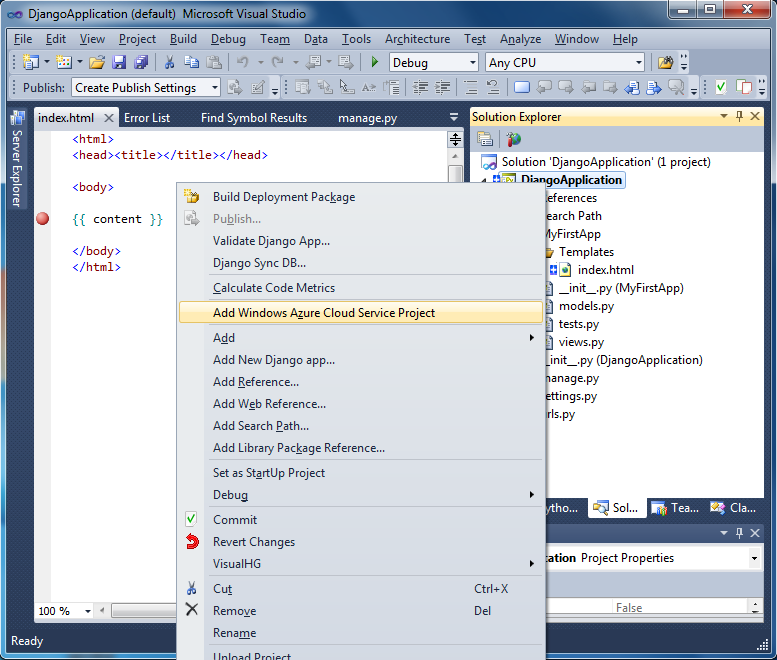 DjangoApplication (default)  Microsoft Visual Studio
File Edit View Project Build Debug Team Data Tools Architecture Test Analyze Window Help
Debug Any CPU
Publish: Create Publish Settings
Server Explorer
index.html Error List Find Symbol Results manage.py
<html>
<head><title></title></head>
<body>
{{ content }}
</body>
</html>
100 %
Build Deployment Package
Publish...
Validate Django App...
Django Sync DB...
Calculate Code Metrics
Add Windows Azure Cloud Service Project
Add
Add New Django app...
Add Reference...
Add Web Reference...
Add Search Path...
Add Library Package Reference...
Set as StartUp Project
Debug
Commit
Revert Changes
VisualHG
Cut Ctrl+X
Remove Del
Rename
Unload Project
Solution Explorer
Solution 'DjangoApplication' (1 project)
DjangoApplication
eferences
earch Path
MyFirstApp
Templates
index.html
__init__.py (MyFirstApp)
models.py
tests.py
views.py
_init__.py (DjangoApplication)
manage.py
ettings.py
rls.py
ytho... Sol... Tea... Cla...
ation Project Properties
False
Ready